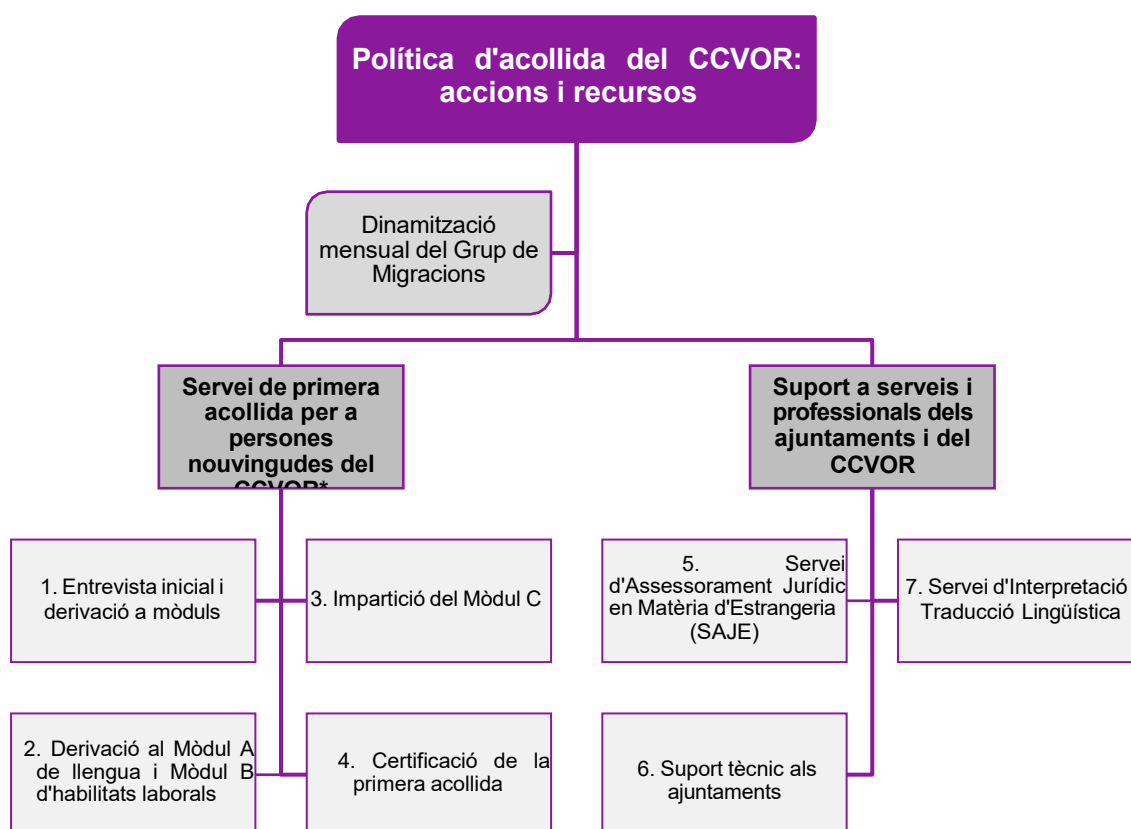 Política d'acollida del CCVOR:
accions i recursos
Dinamització
mensual del Grup de
Migracions
Servei de primera
acollida per a
persones
nouvingudes del
CCVOR*
Suport a serveis i
professionals dels
ajuntaments i del
CCVOR
1. Entrevista inicial i
derivació a mòduls
3. Impartició del Mòdul C
5. Servei
d'Assessorament Jurídic
en Matèria d'Estrangeria
(SAJE)
7. Servei d'Interpretació
Traducció Lingüística
2. Derivació al Mòdul A
de llengua i Mòdul B
d'habilitats laborals
4. Certificació de la
primera acollida
6. Suport tècnic als
ajuntaments